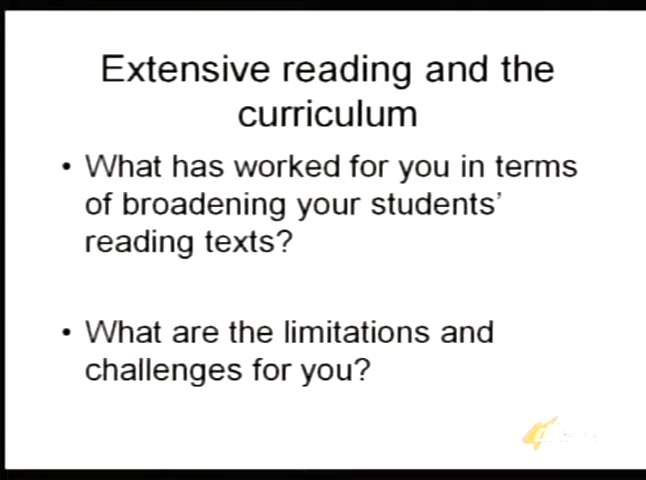 Extensive reading and the
curriculum
• What has worked for you in terms
of broadening your students'
reading texts?
• What are the limitations and
challenges for you?